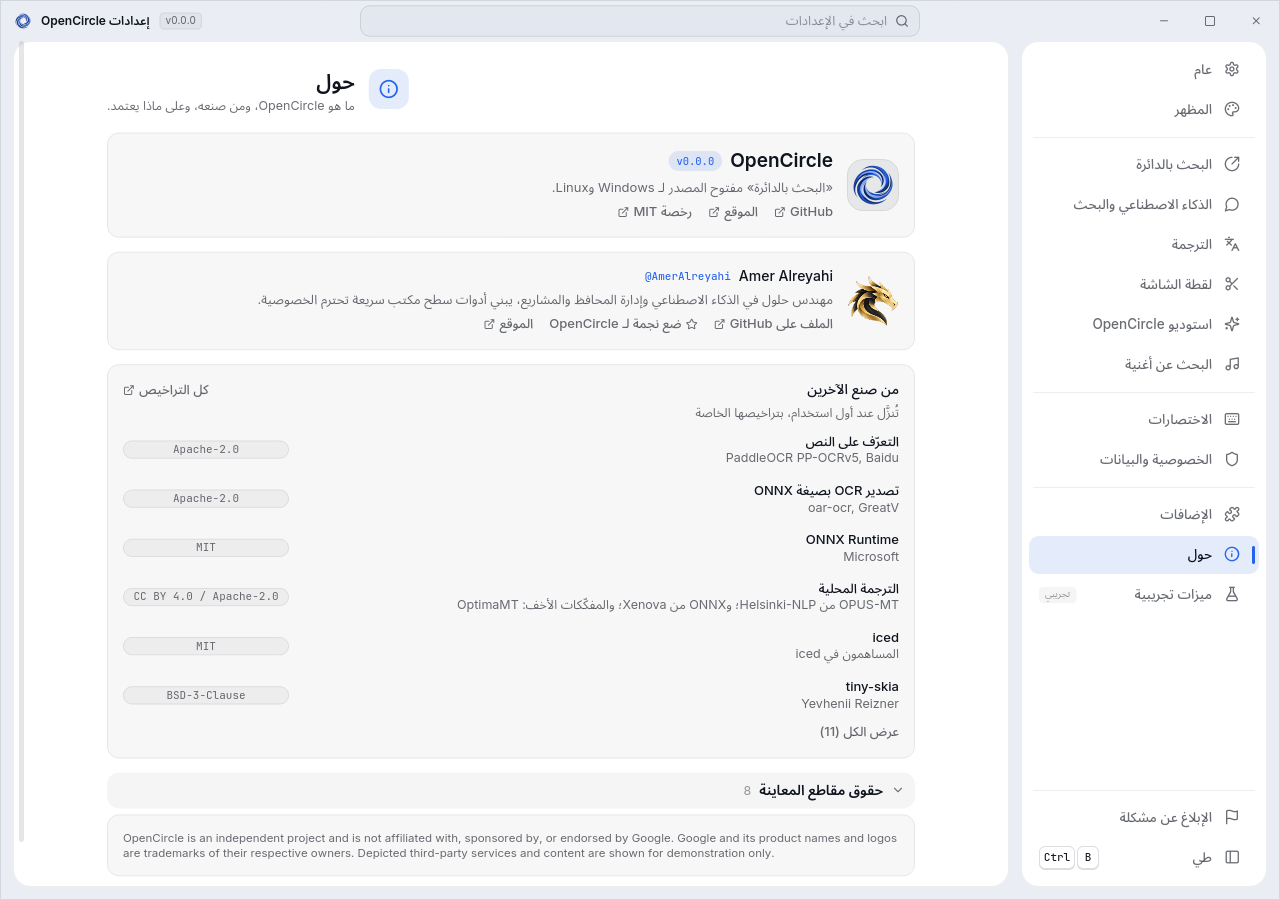 إعدادات OpenCircle
v0.0.0
ابحث في الإعدادات
عام
المظهر
البحث بالدائرة
الذكاء الاصطناعي والبحث
الترجمة
لقطة الشاشة
استوديو OpenCircle
البحث عن أغنية
الاختصارات
الخصوصية والبيانات
الإضافات
حول
ميزات تجريبية
تجريبي
الإبلاغ عن مشكلة
طي
Ctrl B
حول
ما هو OpenCircle، ومن صنعه، وعلى ماذا يعتمد.
OpenCircle v0.0.0
«البحث بالدائرة» مفتوح المصدر لـ Windows وLinux.
GitHub الموقع رخصة MIT
Amer Alreyahi @AmerAlreyahi
مهندس حلول في الذكاء الاصطناعي وإدارة المحافظ والمشاريع، يبني أدوات سطح مكتب سريعة تحترم الخصوصية.
الملف على GitHub ضع نجمة لـ OpenCircle الموقع
من صنع الآخرين
كل التراخيص
تُنزَّل عند أول استخدام، بتراخيصها الخاصة
التعرّف على النص
PaddleOCR PP-OCRv5, Baidu
Apache-2.0
تصدير OCR بصيغة ONNX
oar-ocr, GreatV
Apache-2.0
ONNX Runtime
Microsoft
MIT
الترجمة المحلية
OPUS-MT من Helsinki-NLP؛ وONNX من Xenova؛ والمفكّكات الأخف: OptimaMT
CC BY 4.0 / Apache-2.0
iced
المساهمون في iced
MIT
tiny-skia
Yevhenii Reizner
BSD-3-Clause
عرض الكل (11)
حقوق مقاطع المعاينة 8
OpenCircle is an independent project and is not affiliated with, sponsored by, or endorsed by Google. Google and its product names and logos
are trademarks of their respective owners. Depicted third-party services and content are shown for demonstration only.